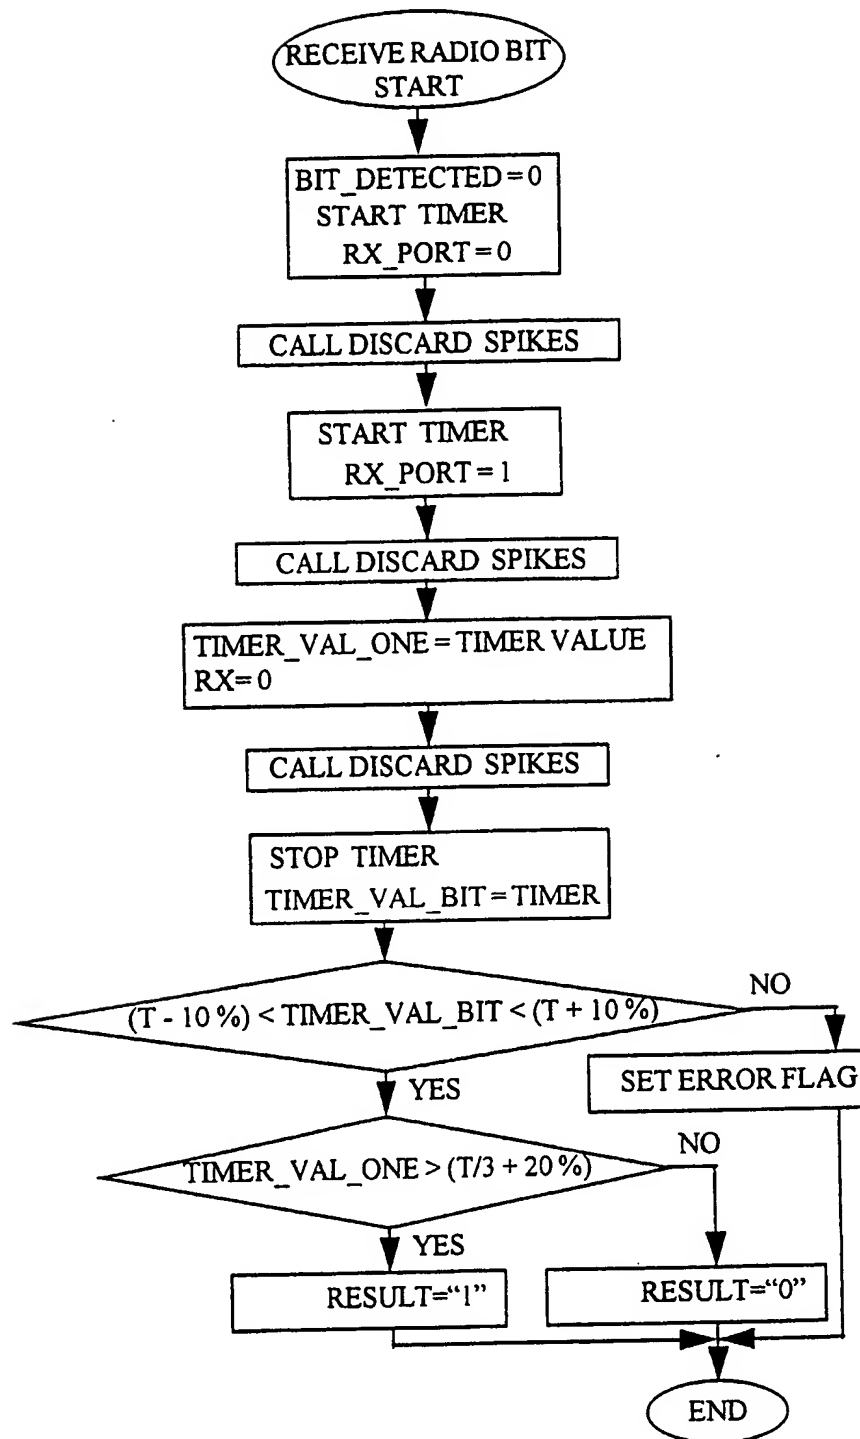 RECEIVE RADIO BIT
START
BIT_DETECTED = 0
START TIMER
RX_PORT = 0
CALL DISCARD SPIKES
START TIMER
RX_PORT = 1
CALL DISCARD SPIKES
TIMER_VAL_ONE = TIMER VALUE
RX= 0
CALL DISCARD SPIKES
STOP TIMER
TIMER_VAL_BIT = TIMER
(T - 10 %) < TIMER_VAL_BIT < (T + 10 %)
NO
SET ERROR FLAG
YES
TIMER_VAL_ONE > (T/3 + 20 %)
NO
YES
RESULT=“1”
RESULT=“0”
END